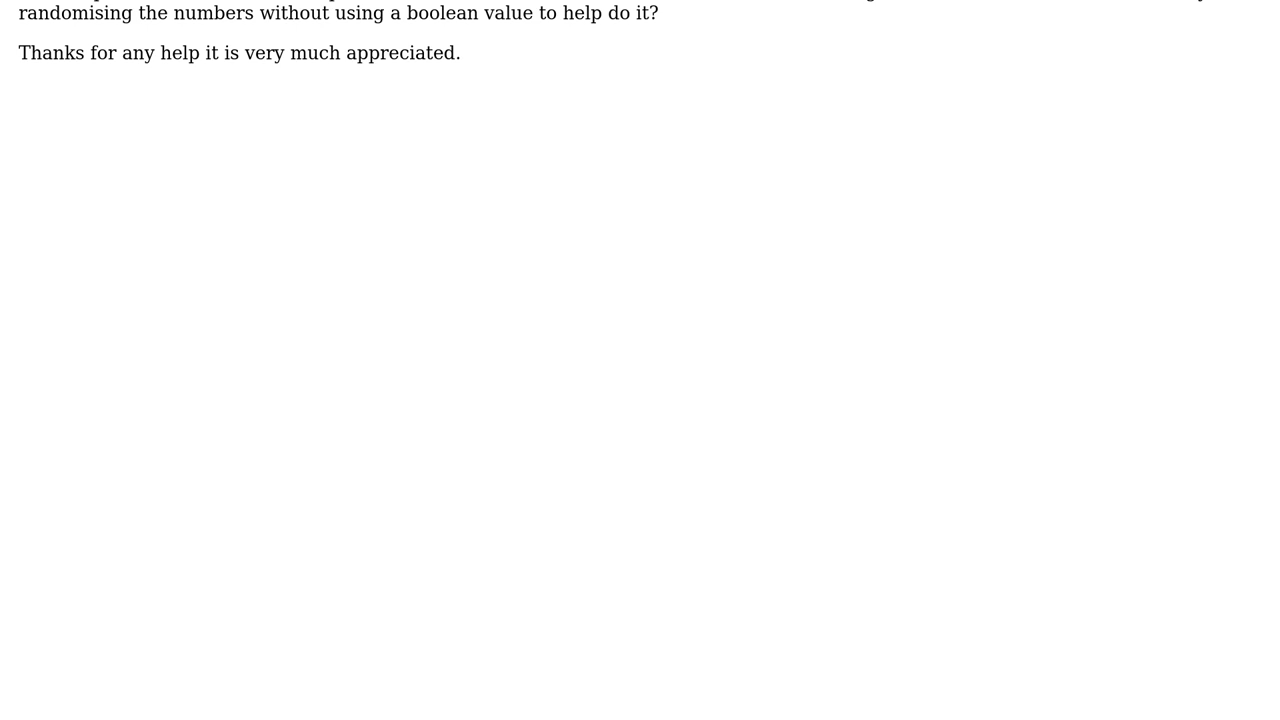 randomising the numbers without using a boolean value to help do it?
Thanks for any help it is very much appreciated.